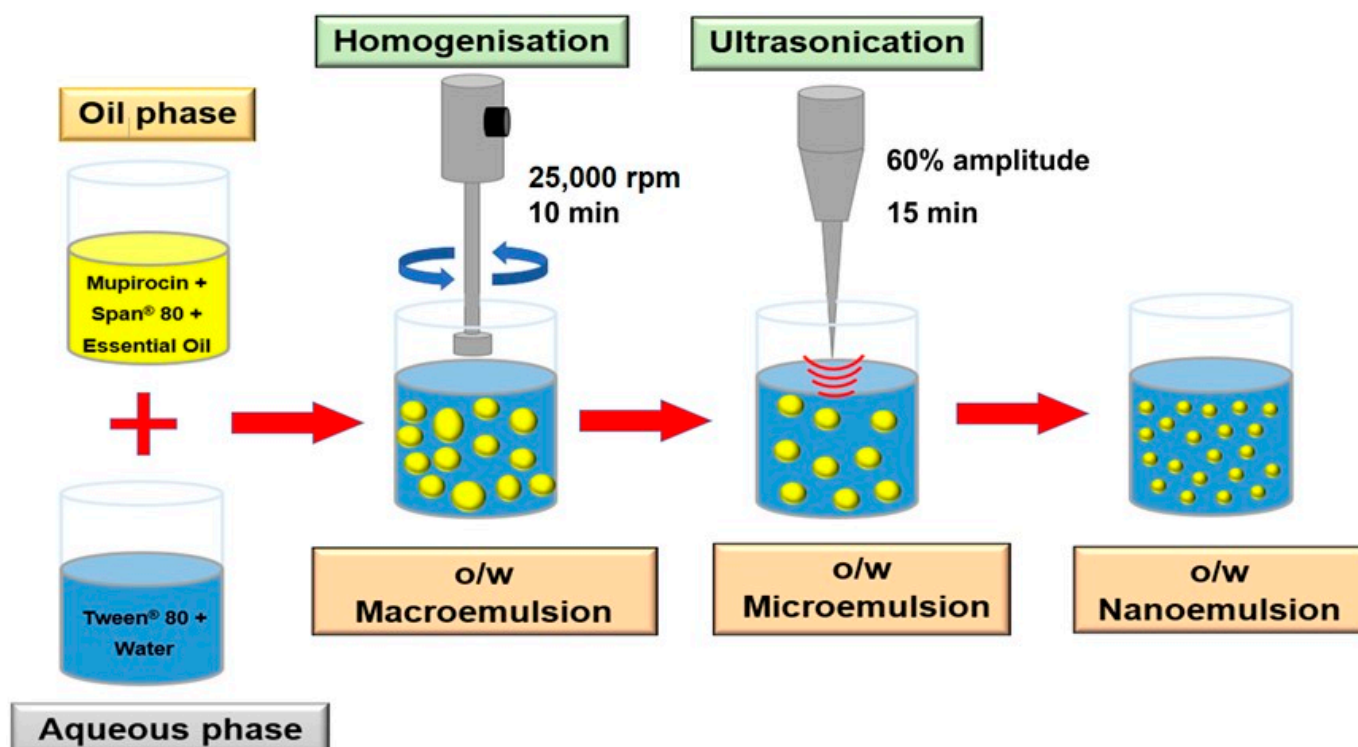 Oil phase
Mupirocin +
Span® 80 +
Essential Oil
Tween® 80 +
Water
Aqueous phase
Homogenisation
25,000 rpm
10 min
o/w
Macroemulsion
Ultrasonication
60% amplitude
15 min
o/w
Microemulsion
o/w
Nanoemulsion